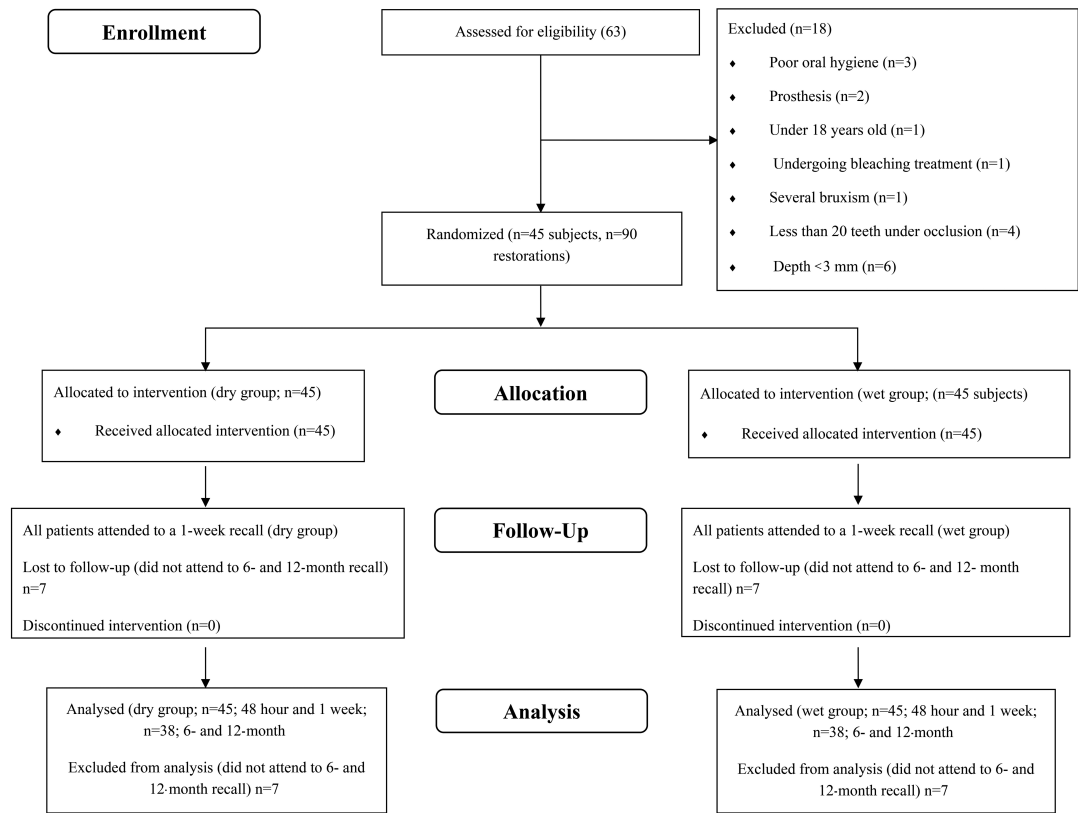 Enrollment
Assessed for eligibility (63)
Excluded (n=18)
♦ Poor oral hygiene (n=3)
♦ Prosthesis (n=2)
♦ Under 18 years old (n=1)
♦ Undergoing bleaching treatment (n=1)
♦ Several bruxism (n=1)
♦ Less than 20 teeth under occlusion (n=4)
♦ Depth <3 mm (n=6)
Randomized (n=45 subjects, n=90
restorations)
Allocated to intervention (dry group; n=45)
♦ Received allocated intervention (n=45)
Allocation
Allocated to intervention (wet group; (n=45 subjects)
♦ Received allocated intervention (n=45)
All patients attended to a 1-week recall (dry group)
Lost to follow-up (did not attend to 6- and 12-month recall)
n=7
Discontinued intervention (n=0)
Follow-Up
All patients attended to a 1-week recall (wet group)
Lost to follow-up (did not attend to 6- and 12- month
recall) n=7
Discontinued intervention (n=0)
Analysed (dry group; n=45; 48 hour and 1 week;
n=38; 6- and 12-month
Excluded from analysis (did not attend to 6- and
12-month recall) n=7
Analysis
Analysed (wet group; n=45; 48 hour and 1 week;
n=38; 6- and 12-month
Excluded from analysis (did not attend to 6- and
12-month recall) n=7